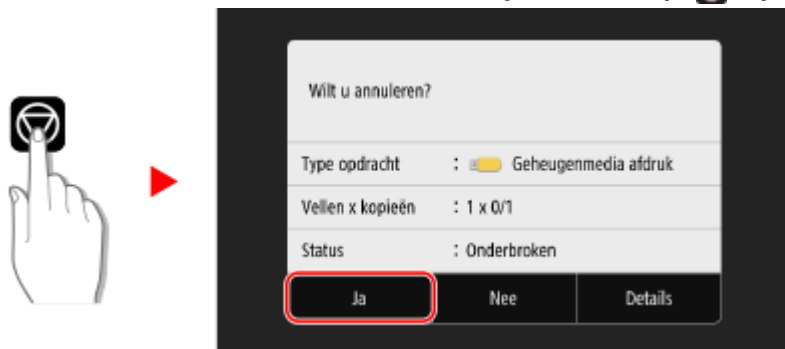 Wilt u annuleren?
Type opdracht : Geheugenmedia afdruk
Vellen x kopieën : 1 x 0/1
Status : Onderbroken
Ja Nee Details